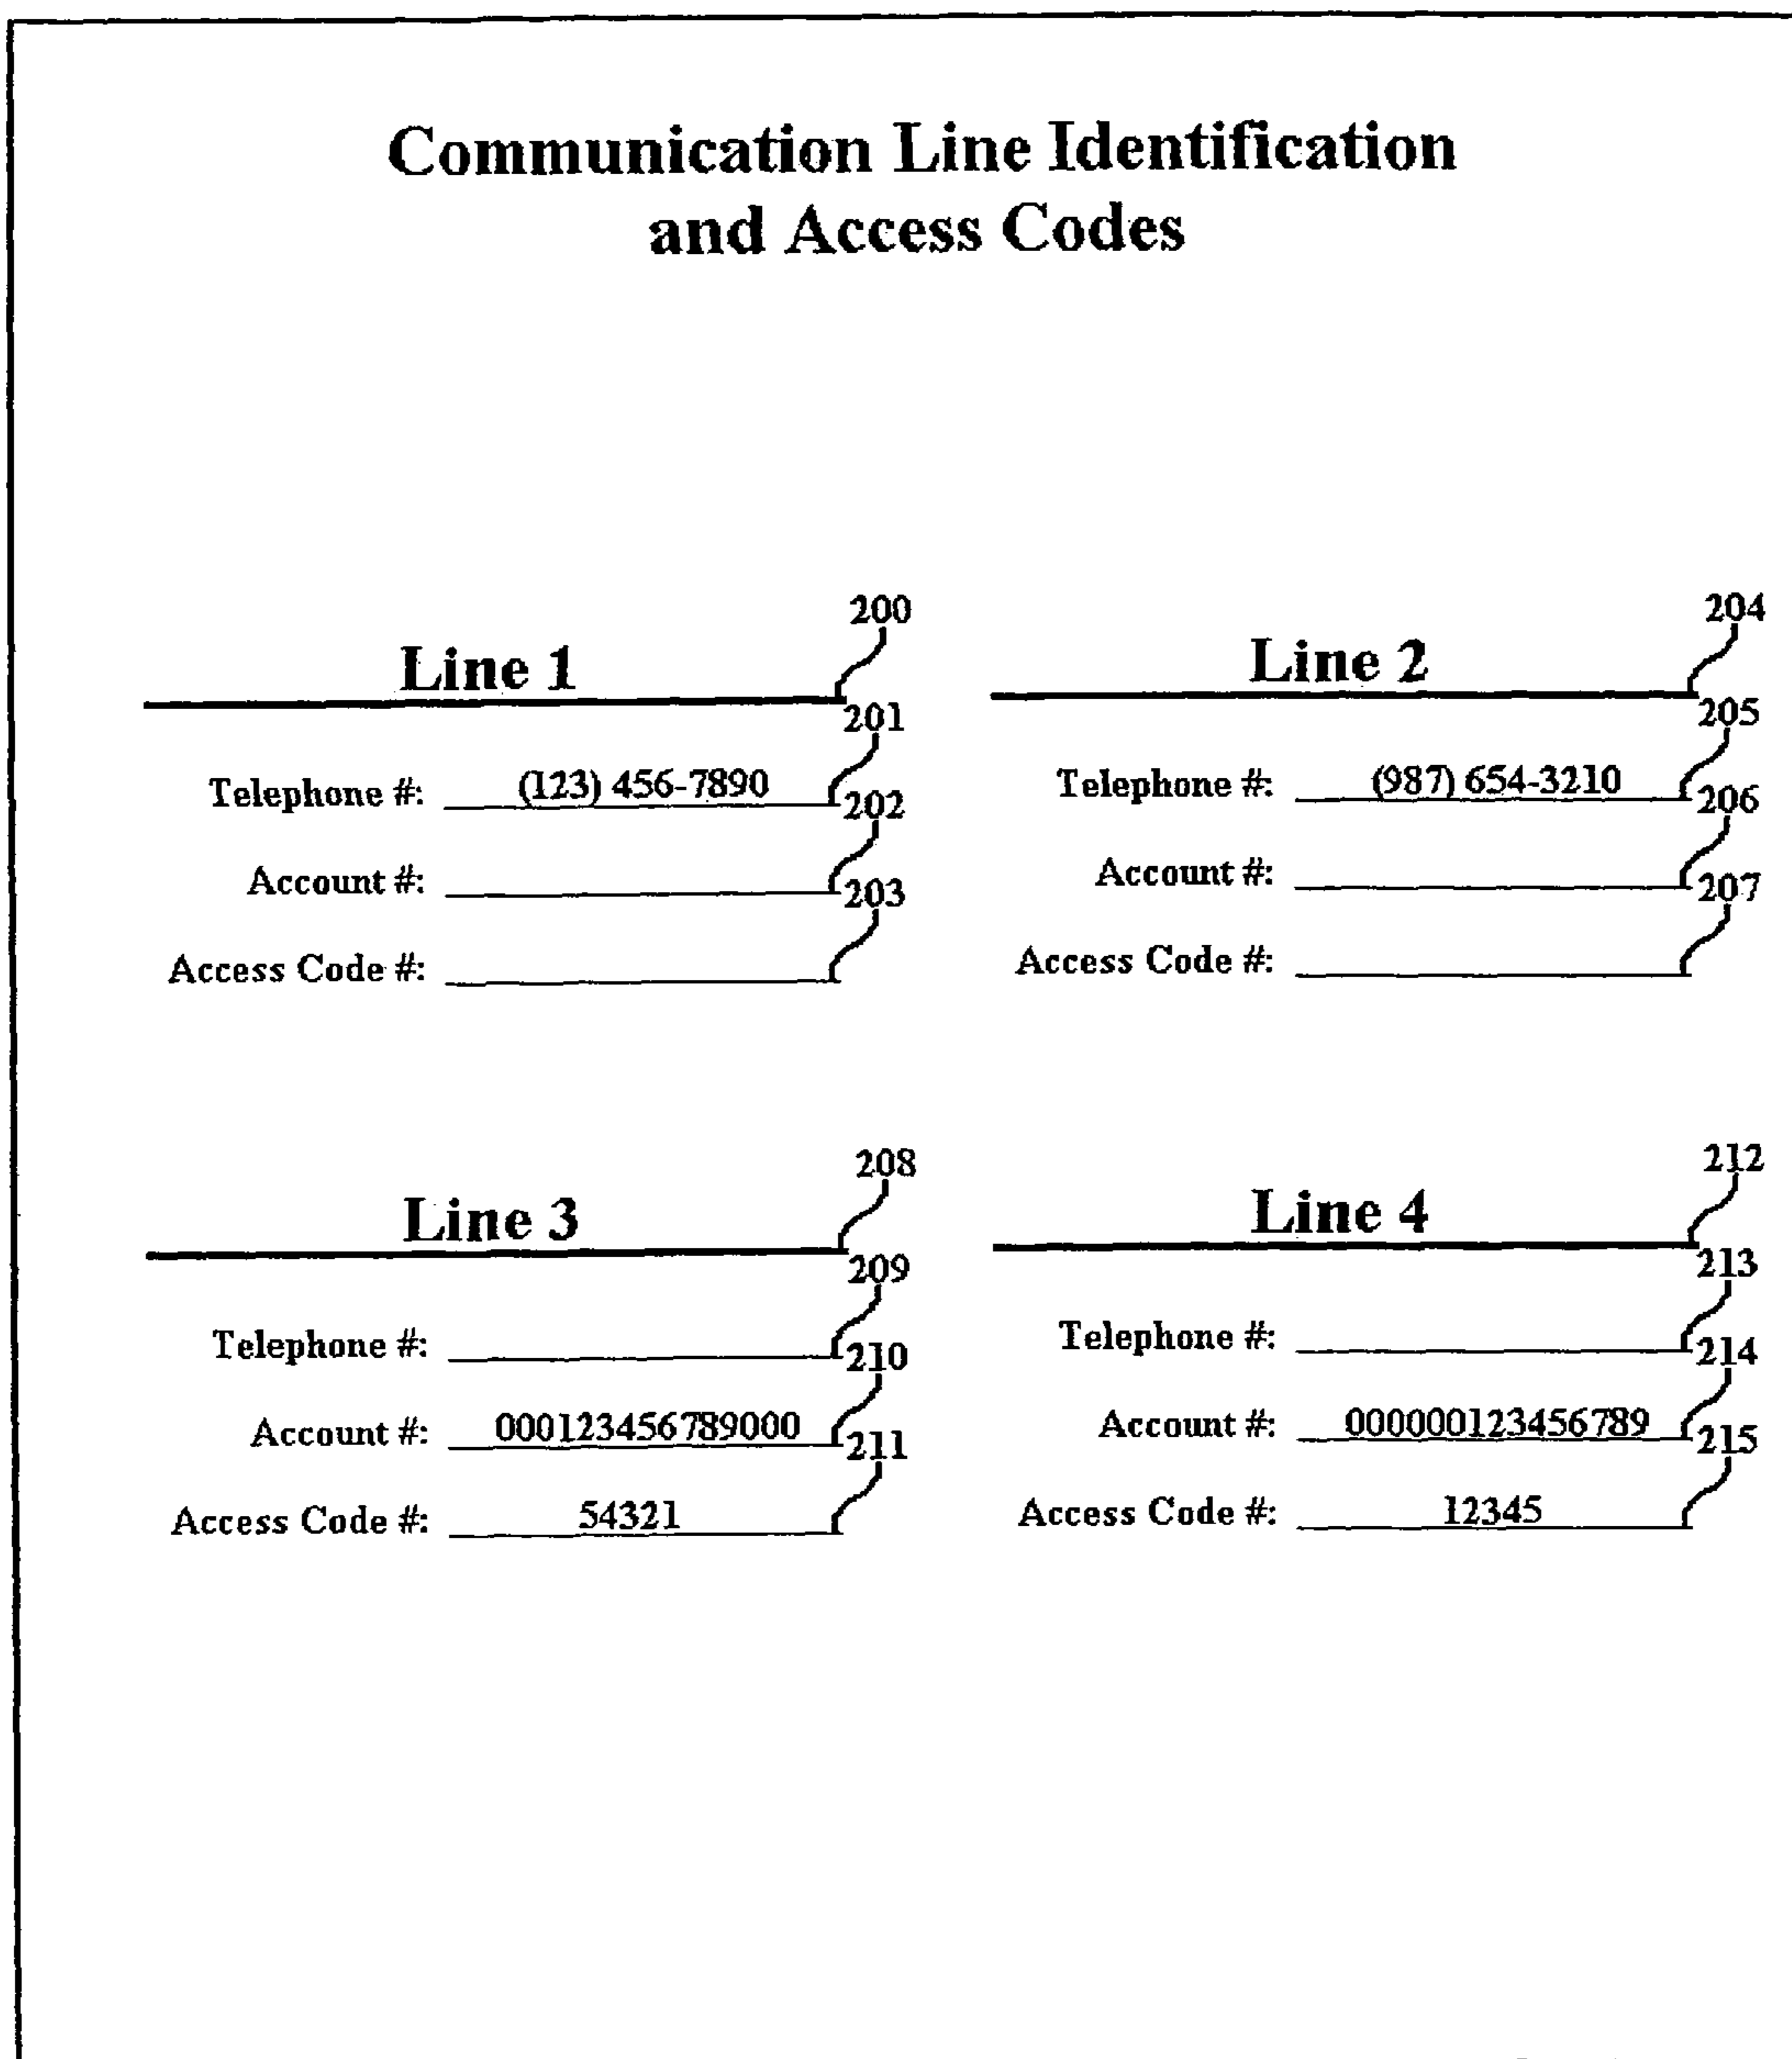 Communication Line Identification
and Access Codes
200
Line 1
201
Telephone #: (123) 456-7890
202
Account #:
203
Access Code #:
204
Line 2
205
Telephone #: (987) 654-3210
206
Account #:
207
Access Code #:
208
Line 3
209
Telephone #:
210
Account #: 000123456789000
211
Access Code #: 54321
212
Line 4
213
Telephone #:
214
Account #: 000000123456789
215
Access Code #: 12345